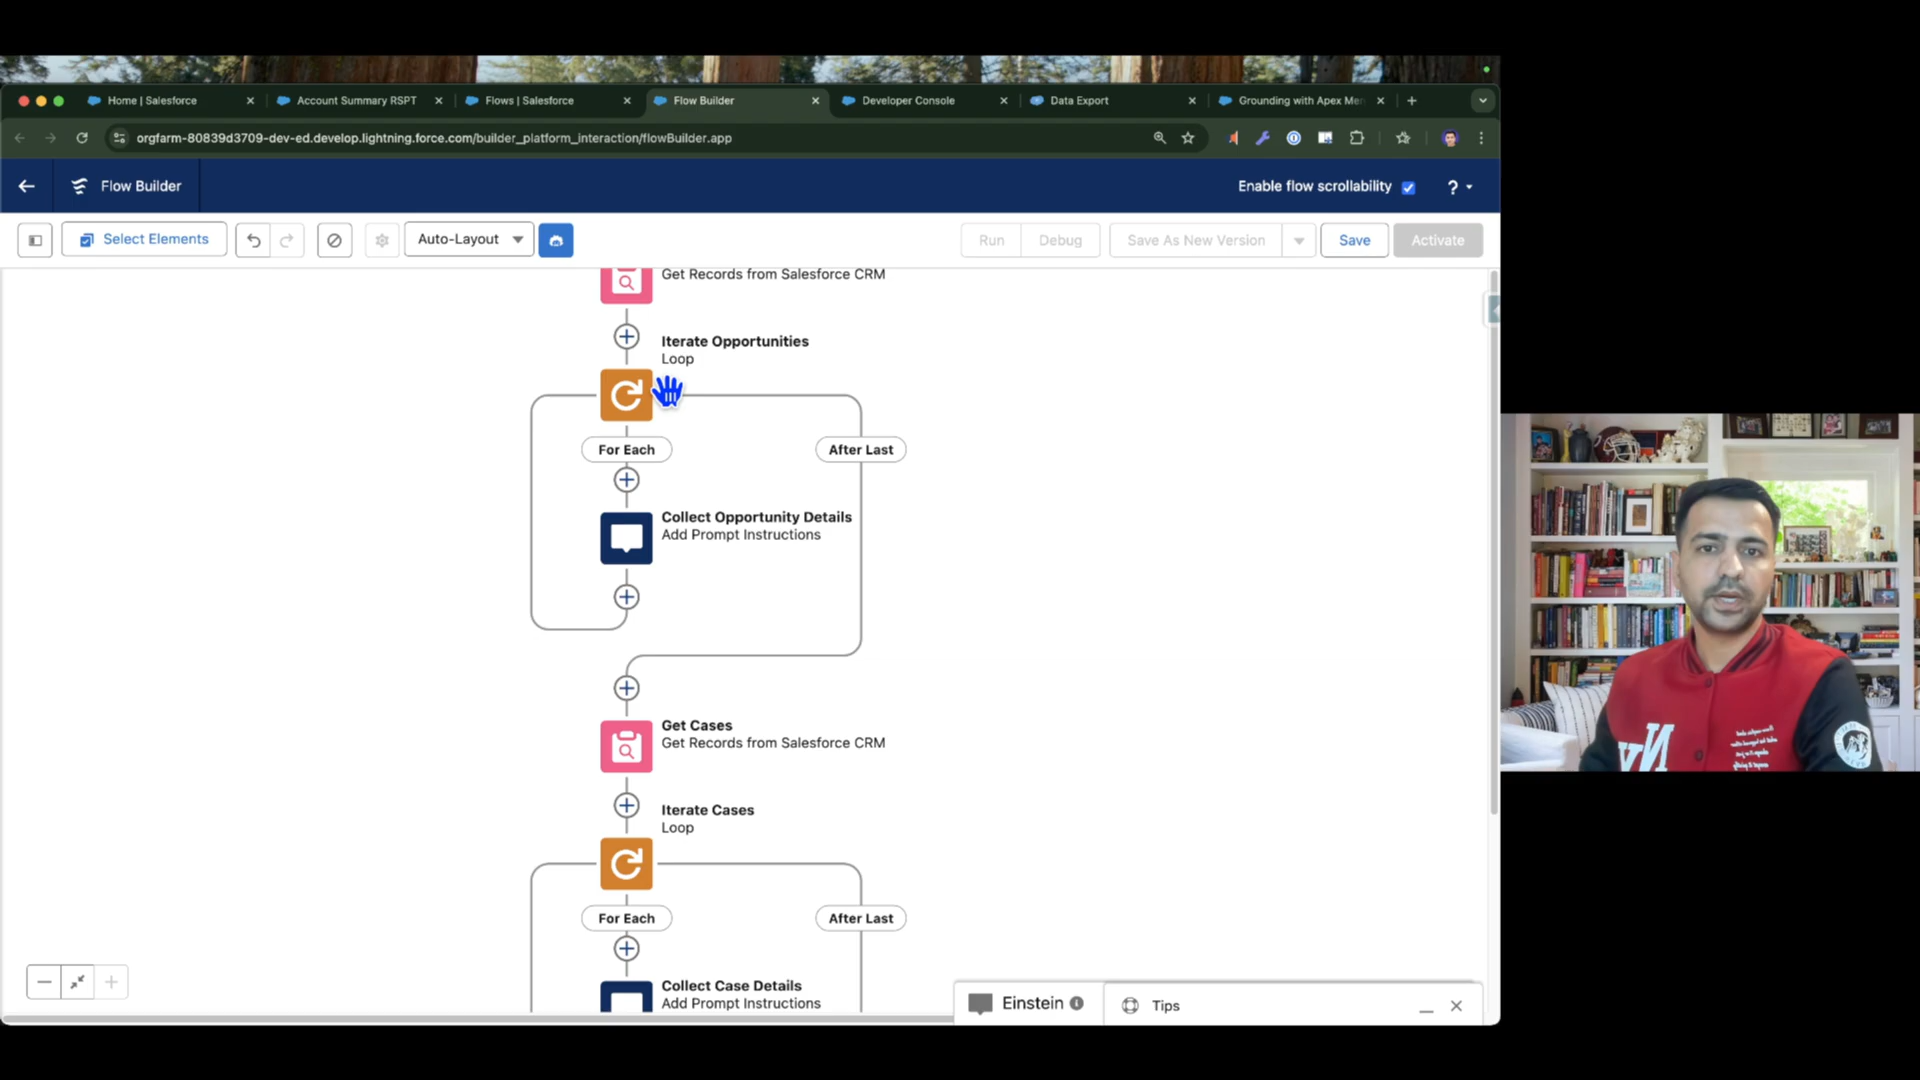 Home | Salesforce
Account Summary RSPT
Flows | Salesforce
Flow Builder
Developer Console
Data Export
Grounding with Apex Mer
orgfarm-80839d3709-dev-ed.develop.lightning.force.com/builder_platform_interaction/flowBuilder.app
Flow Builder
Enable flow scrollability
?
Select Elements
Auto-Layout
Run
Debug
Save As New Version
Save
Activate
Get Records from Salesforce CRM
Iterate Opportunities
Loop
For Each
After Last
Collect Opportunity Details
Add Prompt Instructions
Get Cases
Get Records from Salesforce CRM
Iterate Cases
Loop
For Each
After Last
Collect Case Details
Add Prompt Instructions
Einstein
Tips